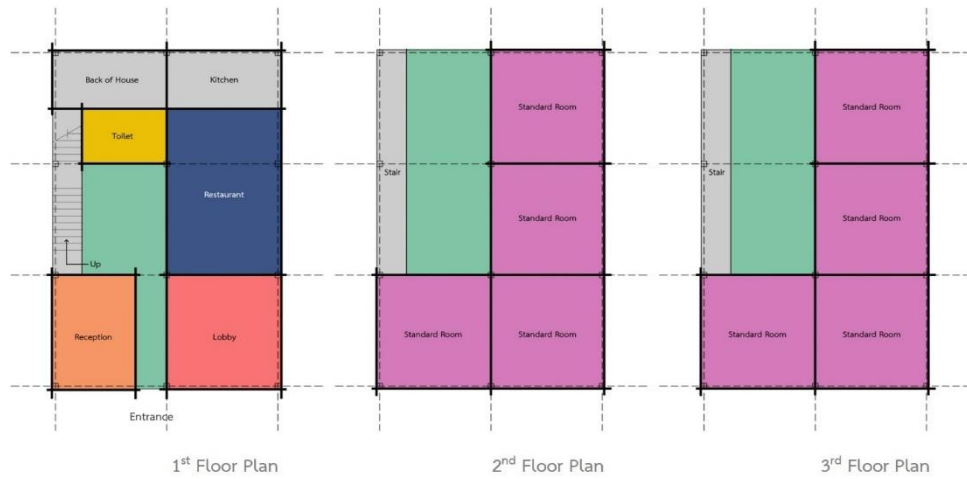 Back of House
Kitchen
Toilet
Restaurant
Up
Reception
Lobby
Entrance
1st Floor Plan
Standard Room
Stair
Standard Room
Standard Room
Standard Room
2nd Floor Plan
Standard Room
Stair
Standard Room
Standard Room
Standard Room
3rd Floor Plan